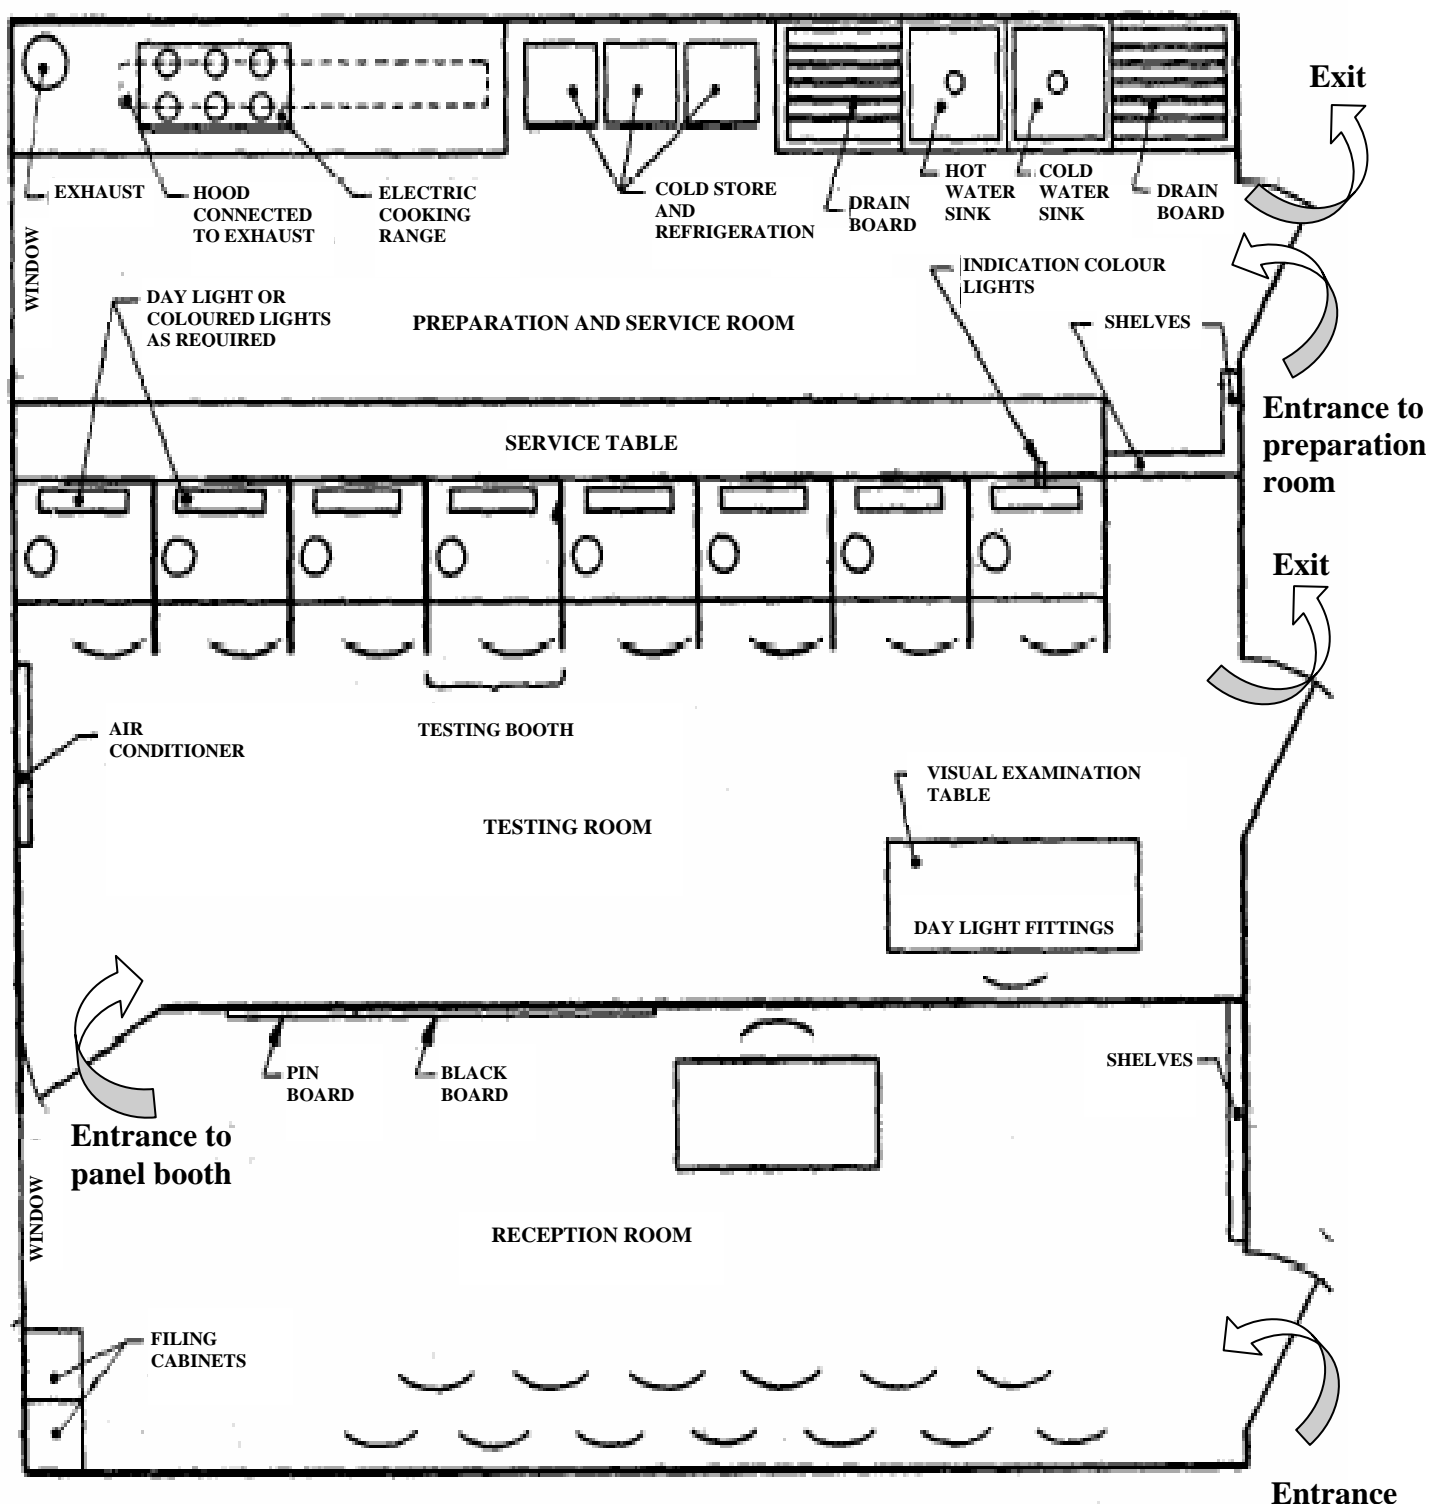 Exit
EXHAUST
HOOD
CONNECTED
TO EXHAUST
ELECTRIC
COOKING
RANGE
COLD STORE
AND
REFRIGERATION
DRAIN
BOARD
HOT
WATER
SINK
COLD
WATER
SINK
DRAIN
BOARD
WINDOW
DAY LIGHT OR
COLOURED LIGHTS
AS REQUIRED
PREPARATION AND SERVICE ROOM
INDICATION COLOUR
LIGHTS
SHELVES
Entrance to
preparation
room
SERVICE TABLE
Exit
AIR
CONDITIONER
TESTING BOOTH
VISUAL EXAMINATION
TABLE
TESTING ROOM
DAY LIGHT FITTINGS
PIN
BOARD
BLACK
BOARD
SHELVES
Entrance to
panel booth
WINDOW
RECEPTION ROOM
FILING
CABINETS
Entrance